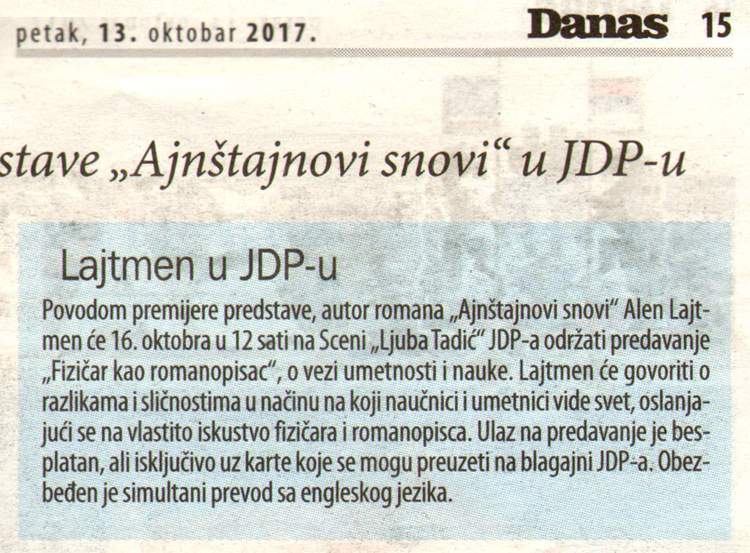 petak, 13. oktobar 2017.
Danas 15
stave „Ajnštajnovi snovi“ u JDP-u
Lajtmen u JDP-u
Povodom premijere predstave, autor romana „Ajnštajnovi snovi“ Alen Lajt-
men će 16. oktobra u 12 sati na Sceni „Ljuba Tadić“ JDP-a održati predavanje
„Fizičar kao romanopisac“, o vezi umetnosti i nauke. Lajtmen će govoriti o
razlikama i sličnostima u načinu na koji naučnici i umetnici vide svet, oslanja-
jući se na vlastito iskustvo fizičara i romanopisca. Ulaz na predavanje je bes-
platan, ali isključivo uz karte koje se mogu preuzeti na blagajni JDP-a. Obez-
beđen je simultani prevod sa engleskog jezika.